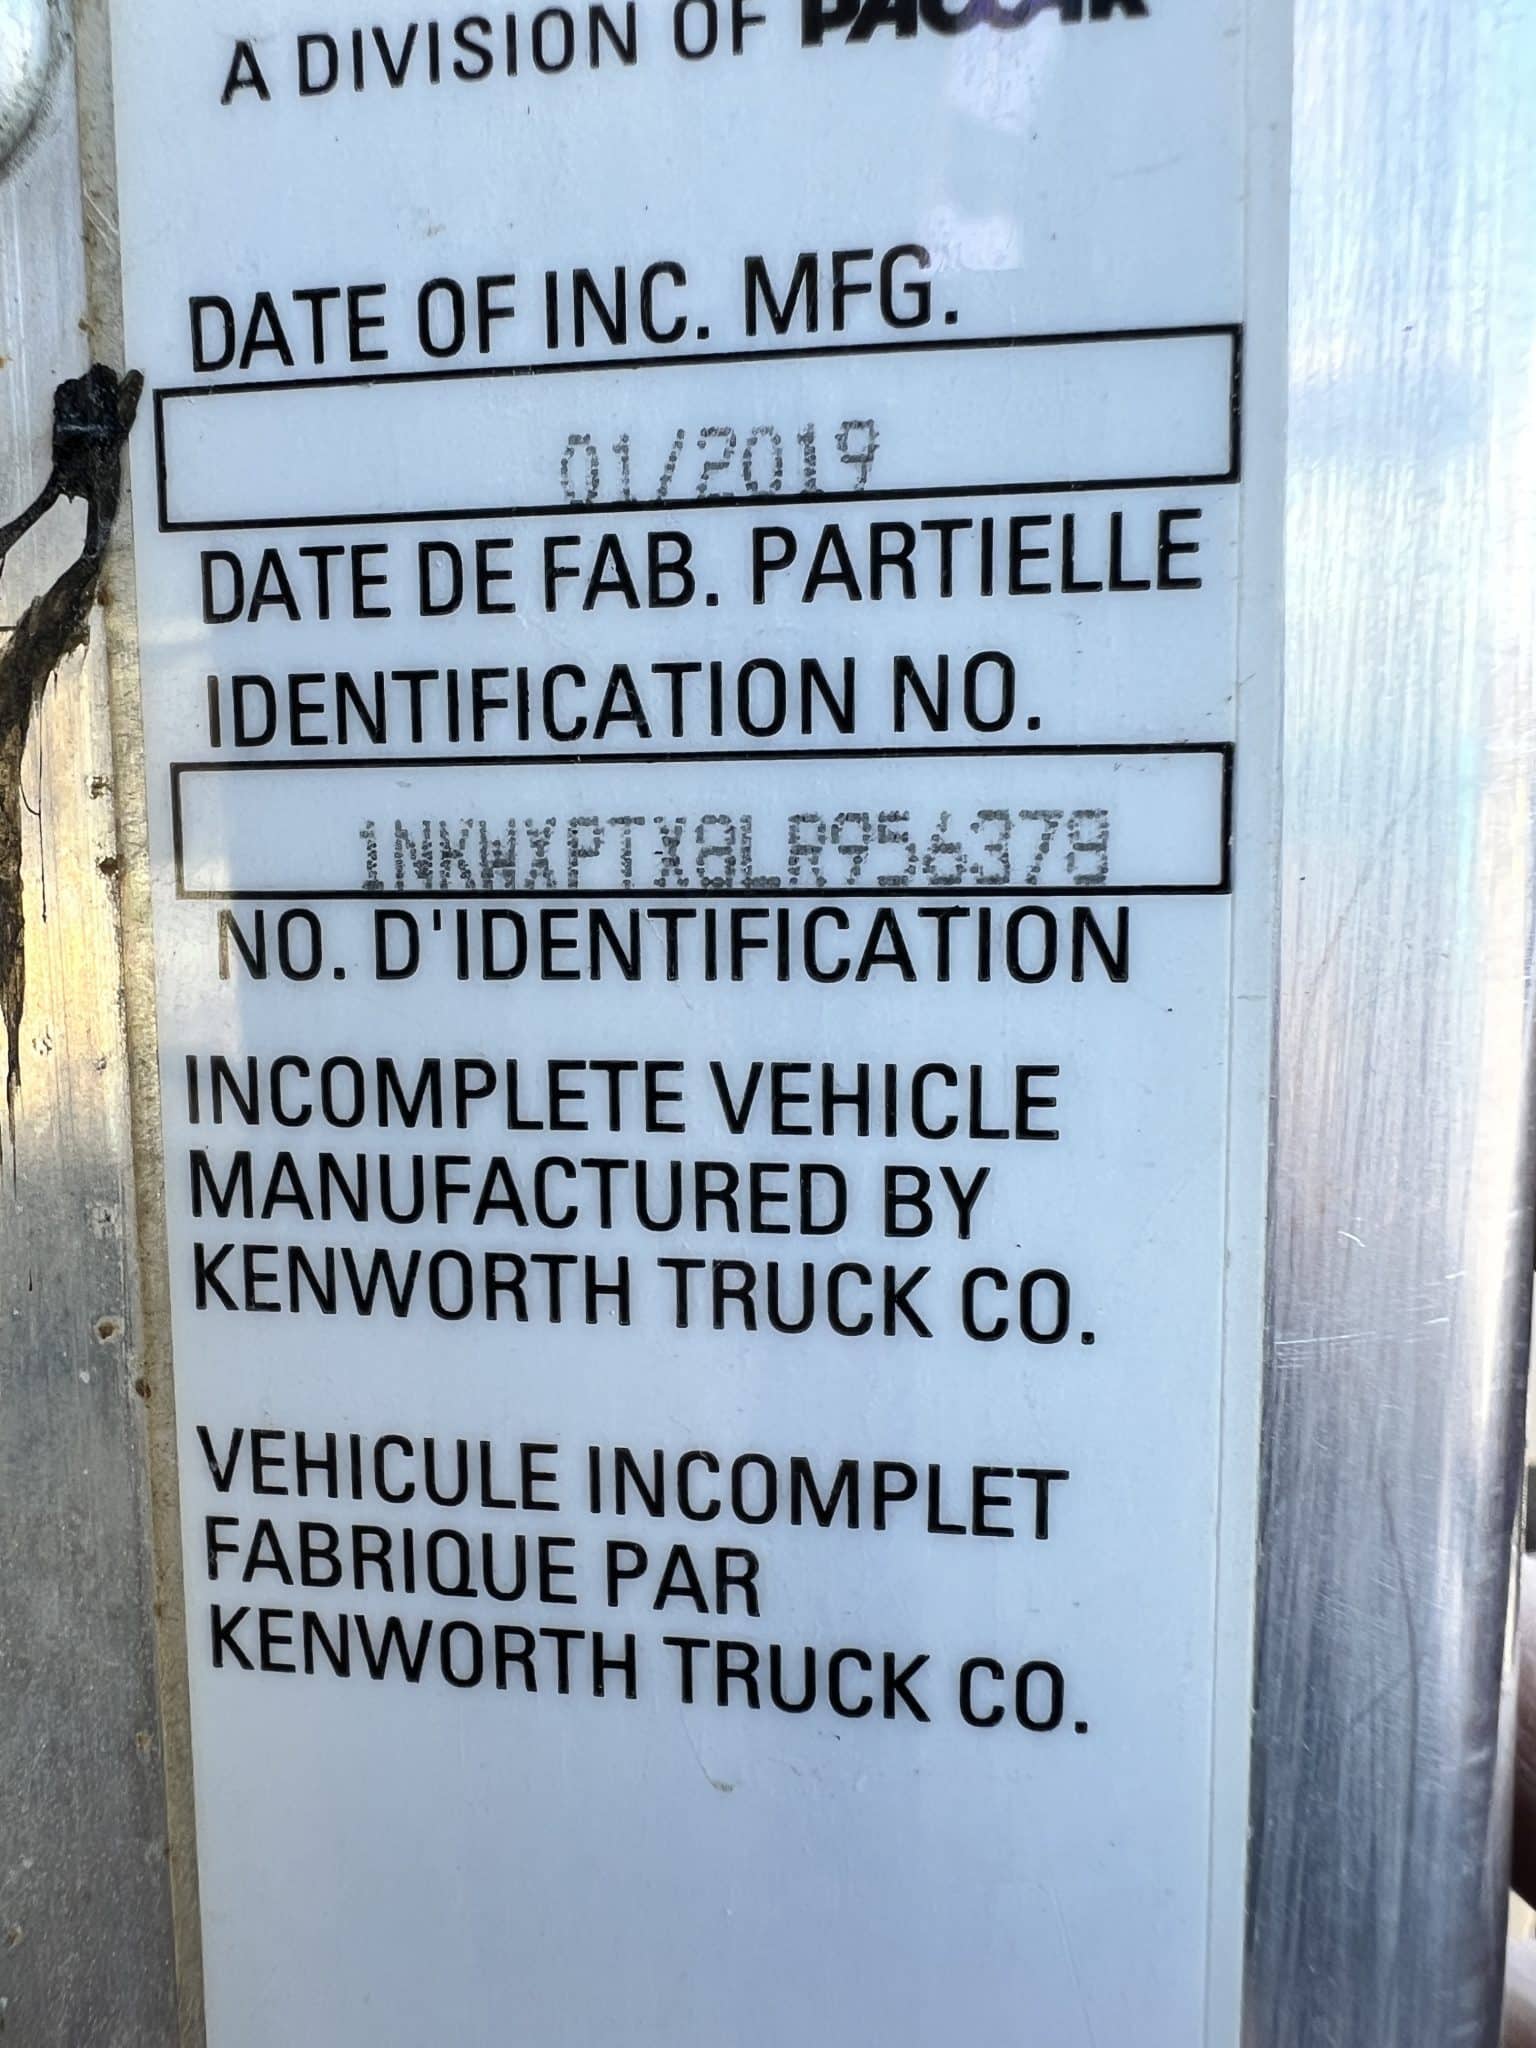 A DIVISION OF PACCAR
DATE OF INC. MFG.
01/2019
DATE DE FAB. PARTIELLE
IDENTIFICATION NO.
NO. D'IDENTIFICATION
INCOMPLETE VEHICLE
MANUFACTURED BY
KENWORTH TRUCK CO.
VEHICULE INCOMPLET
FABRIQUE PAR
KENWORTH TRUCK CO.